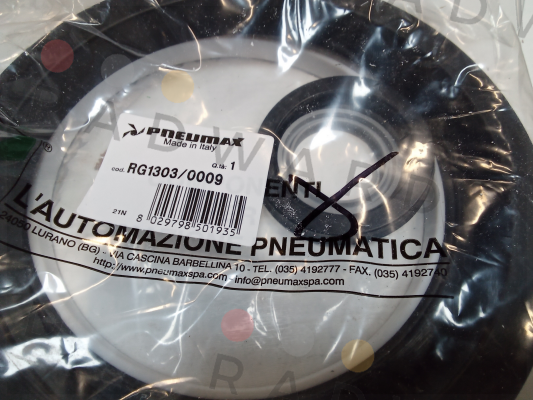 PNEUMAX
Made in Italy
Q.tà: 1
cod. RG1303/0009
21N
8 029798 501935
ONENTI
L'AUTOMAZIONE PNEUMATICA
24050 LURANO (BG) - VIA CASCINA BARBELLINA 10 - TEL. (035) 4192777 - FAX. (035) 4192740
http://www.pneumaxspa.com - info@pneumaxspa.com